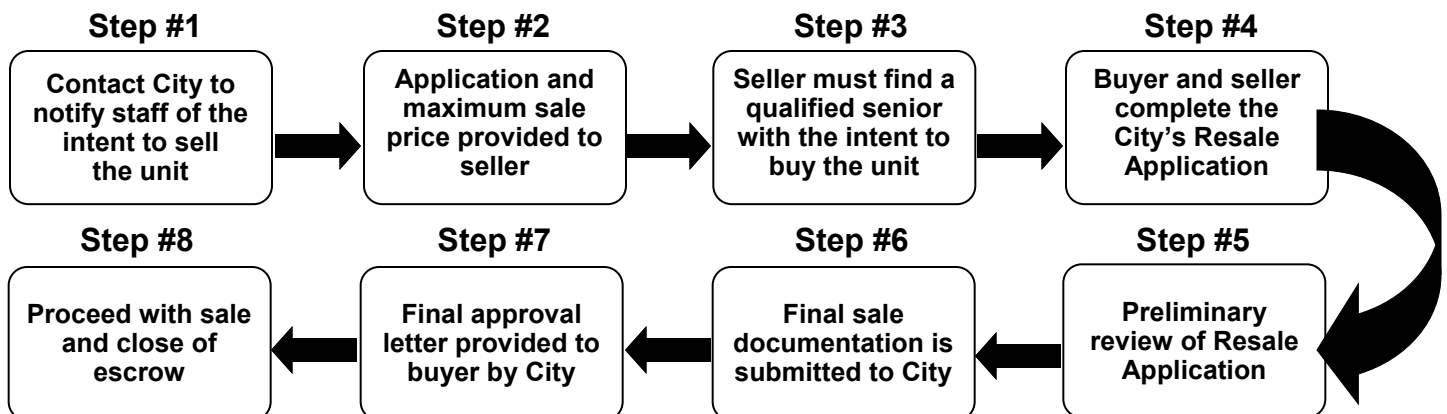 Step #1
Contact City to
notify staff of the
intent to sell
the unit
Step #2
Application and
maximum sale
price provided to
seller
Step #3
Seller must find a
qualified senior
with the intent to
buy the unit
Step #4
Buyer and seller
complete the
City’s Resale
Application
Step #5
Preliminary
review of Resale
Application
Step #6
Final sale
documentation is
submitted to City
Step #7
Final approval
letter provided to
buyer by City
Step #8
Proceed with sale
and close of
escrow